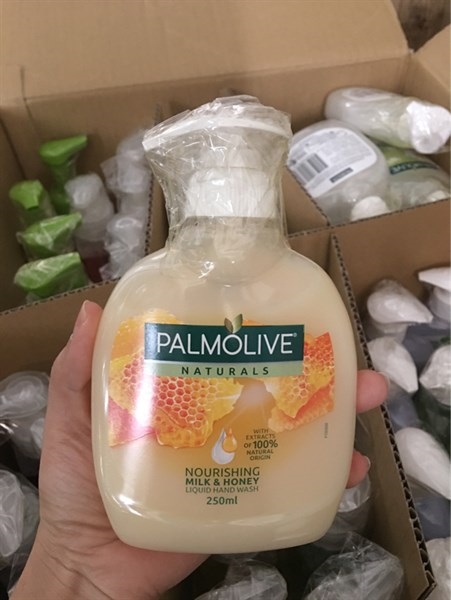 PALMOLIVE
NATURALS
WITH
EXTRACTS
OF 100%
NATURAL
ORIGIN
NOURISHING
MILK & HONEY
LIQUID HAND WASH
250ml